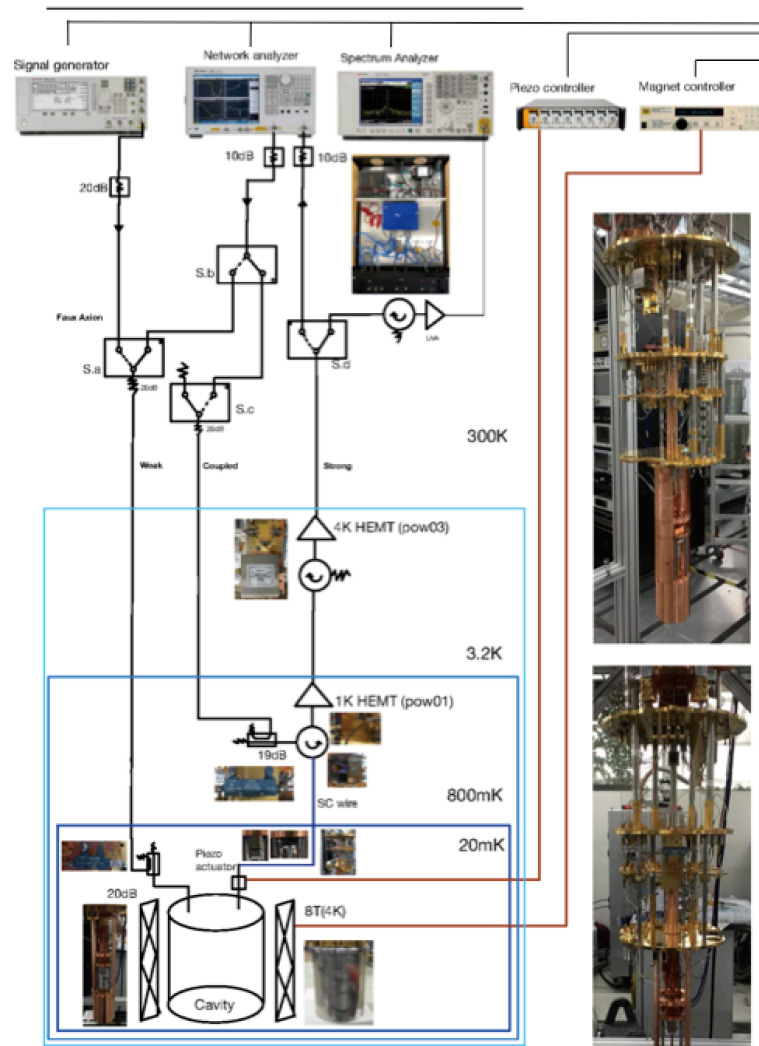 Signal generator
Network analyzer
Spectrum Analyzer
Piezo controller
Magnet controller
10dB
10dB
20dB
S.b
Faux Axion
LNA
S.a
20dB
S.c
20dB
S.d
300K
Weak
Coupled
Strong
4K HEMT (pow03)
3.2K
1K HEMT (pow01)
19dB
SC wire
800mK
20mK
Piezo
actuator
20dB
8T(4K)
Cavity